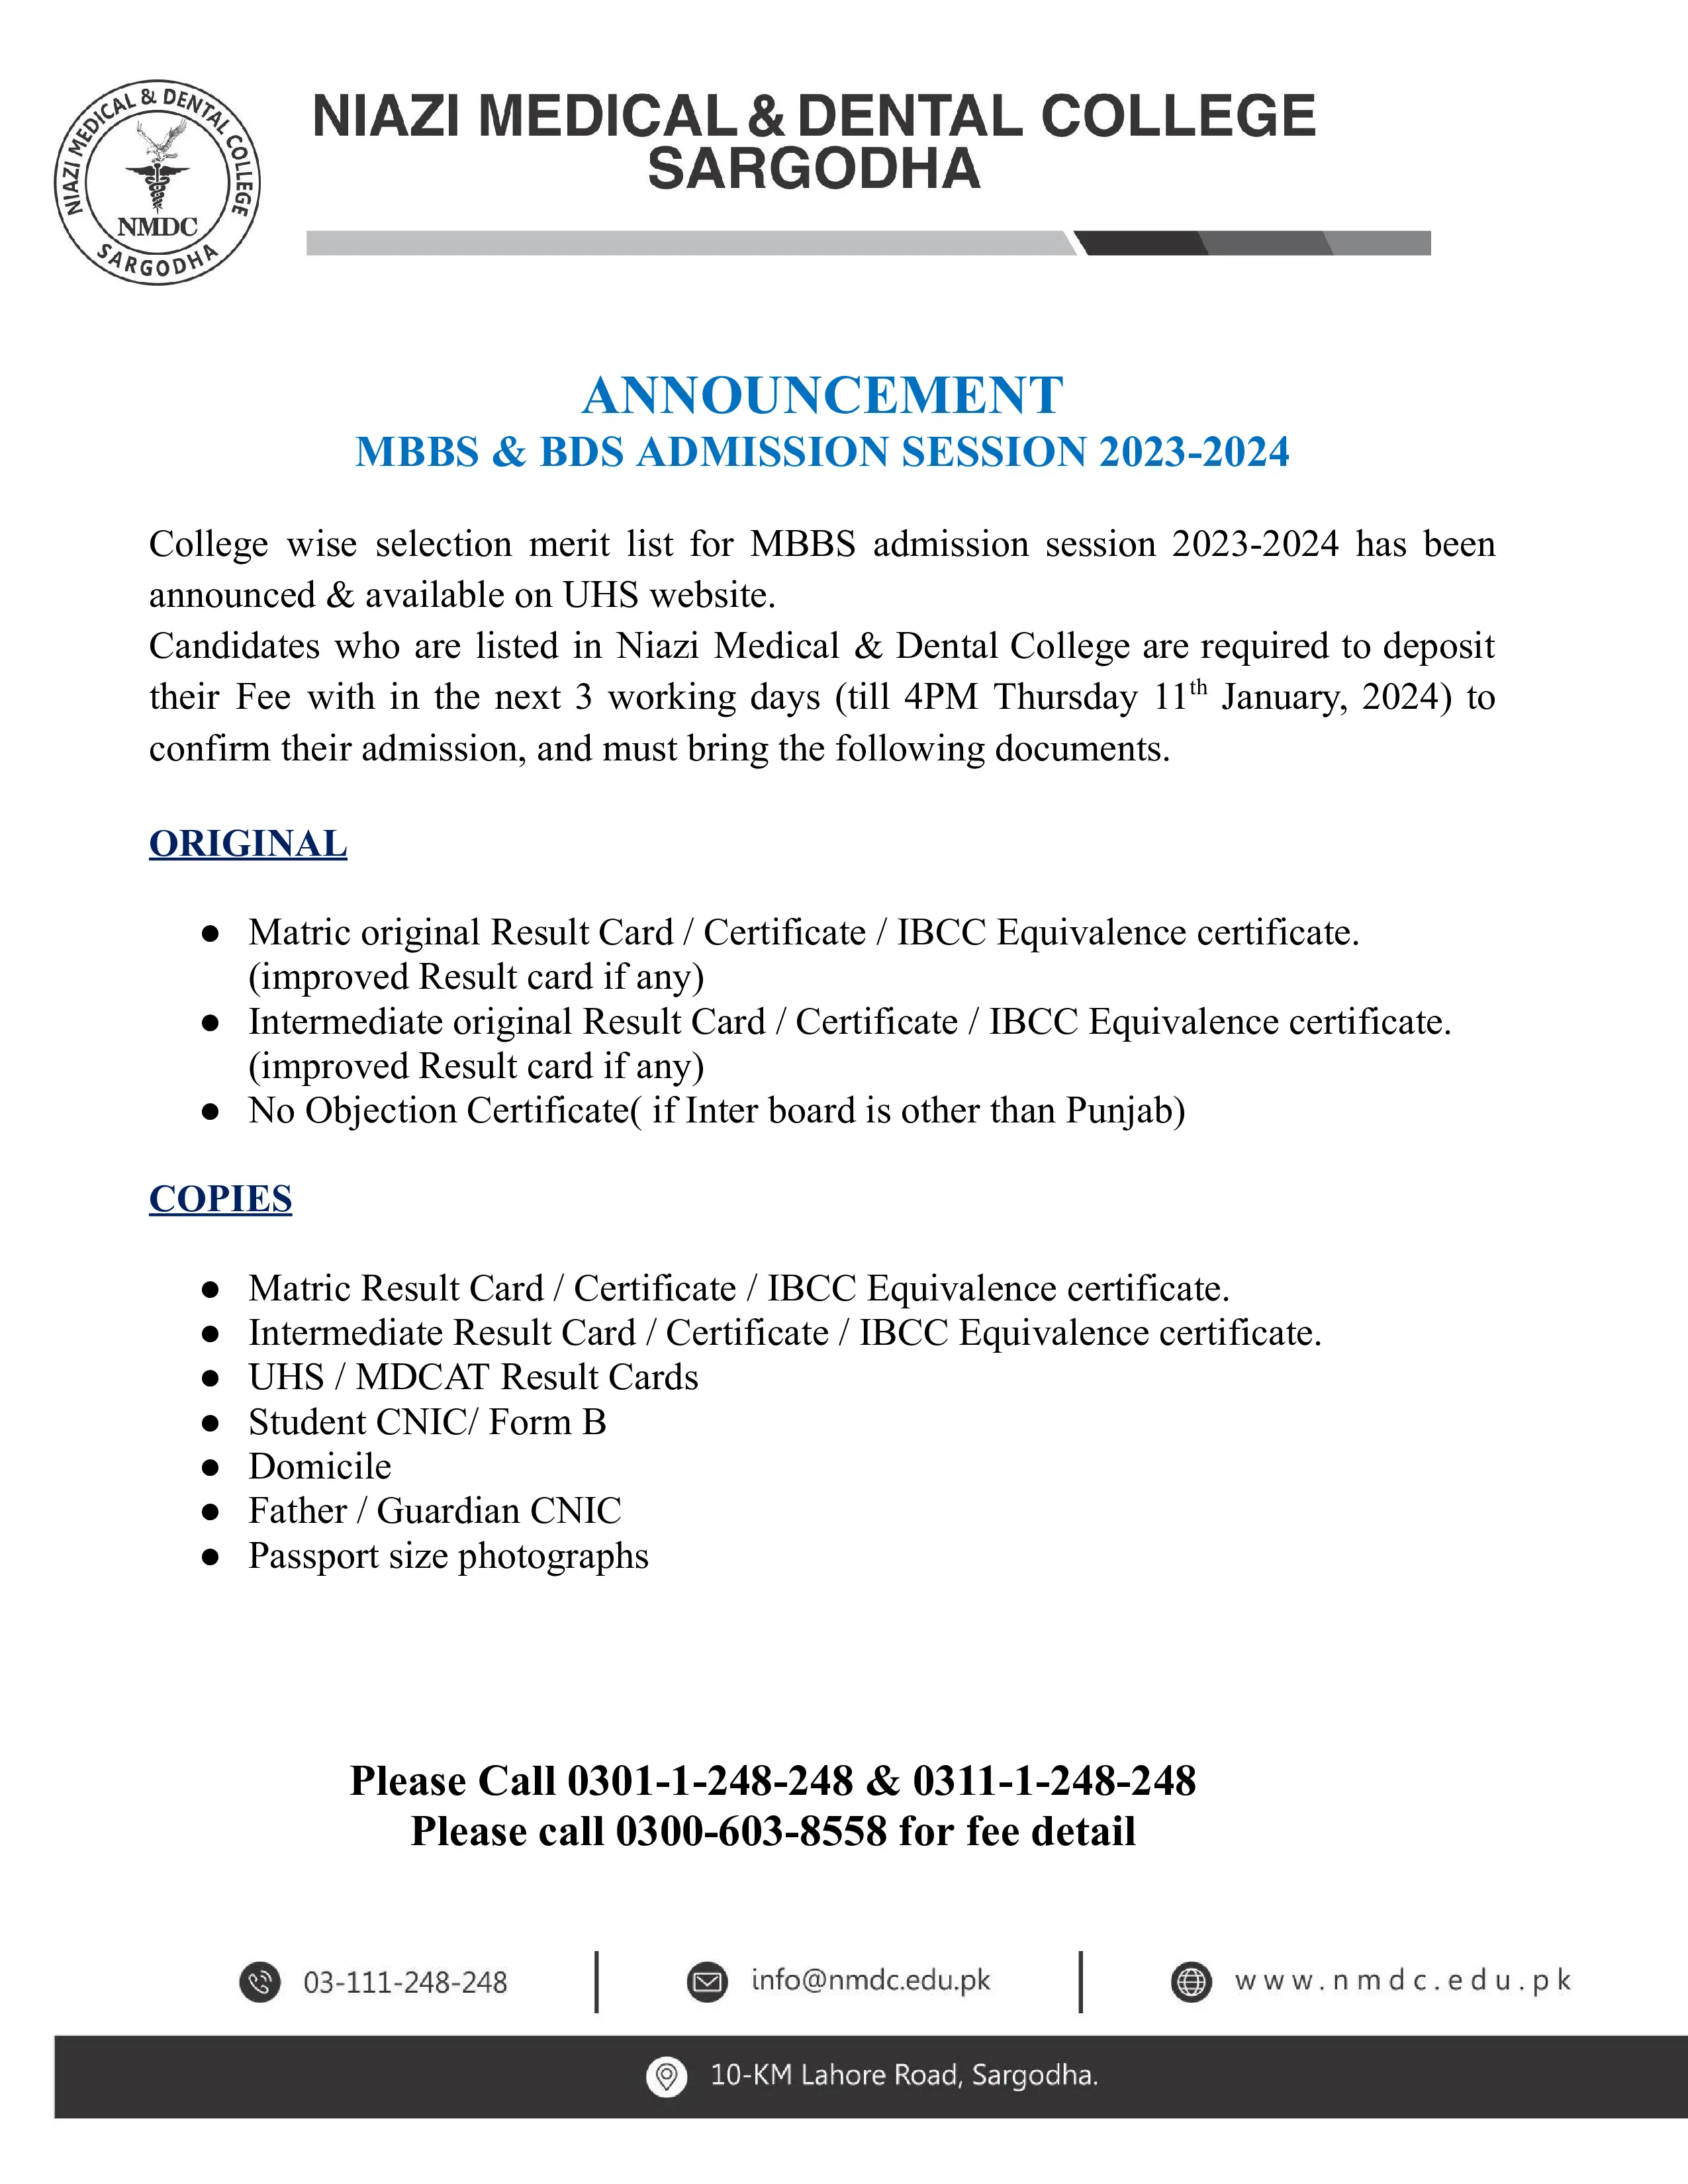 NIAZI MEDICAL & DENTAL COLLEGE
NMDC
SARGODHA
NIAZI MEDICAL & DENTAL COLLEGE
SARGODHA
ANNOUNCEMENT
MBBS & BDS ADMISSION SESSION 2023-2024
College wise selection merit list for MBBS admission session 2023-2024 has been
announced & available on UHS website.
Candidates who are listed in Niazi Medical & Dental College are required to deposit
their Fee with in the next 3 working days (till 4PM Thursday 11th January, 2024) to
confirm their admission, and must bring the following documents.
ORIGINAL
● Matric original Result Card / Certificate / IBCC Equivalence certificate.
(improved Result card if any)
● Intermediate original Result Card / Certificate / IBCC Equivalence certificate.
(improved Result card if any)
● No Objection Certificate( if Inter board is other than Punjab)
COPIES
● Matric Result Card / Certificate / IBCC Equivalence certificate.
● Intermediate Result Card / Certificate / IBCC Equivalence certificate.
● UHS / MDCAT Result Cards
● Student CNIC/ Form B
● Domicile
● Father / Guardian CNIC
● Passport size photographs
Please Call 0301-1-248-248 & 0311-1-248-248
Please call 0300-603-8558 for fee detail
03-111-248-248
info@nmdc.edu.pk
www.nmdc.edu.pk
10-KM Lahore Road, Sargodha.